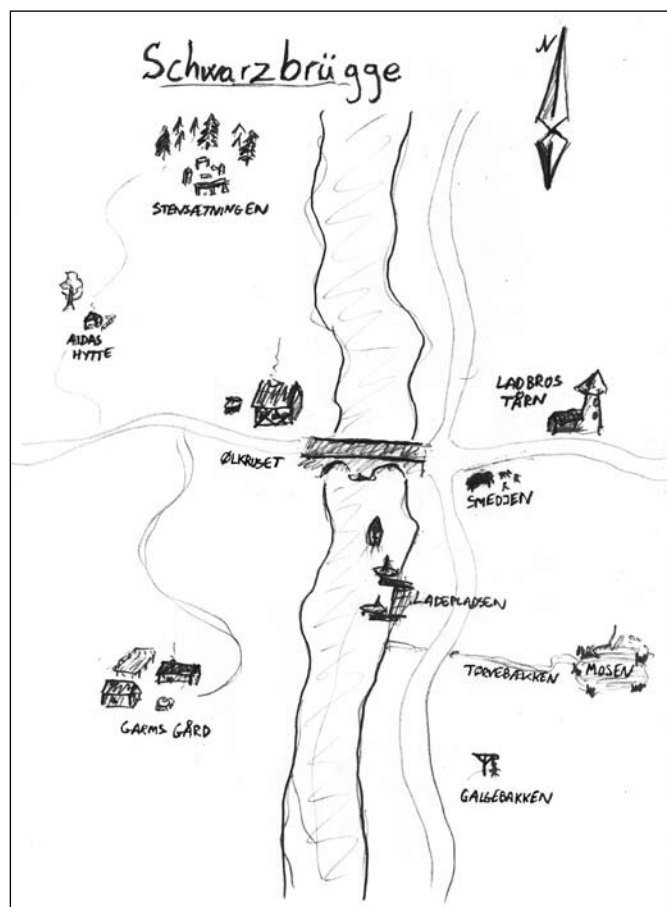 Schwarzbrügge
N
STENSÆTNINGEN
AIDAS
HYTTE
LADBROS
TÅRN
ØLKRUSET
SMEDJEN
LADEPLADSEN
TØRVEBÆKKEN
MOSEN
GARMS GÅRD
GALGEBAKKEN